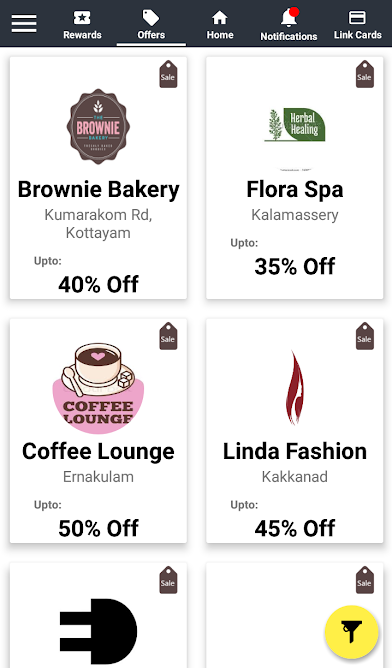 Rewards
Offers
Home
Notifications
Link Cards
Sale
THE
BROWNIE
BAKERY
Brownie Bakery
Kumarakom Rd,
Kottayam
Upto:
40% Off
Sale
Herbal
Healing
Flora Spa
Kalamassery
Upto:
35% Off
Sale
COFFEE
LOUNGE
Coffee Lounge
Ernakulam
Upto:
50% Off
Sale
Linda Fashion
Kakkanad
Upto:
45% Off
Sale
Sale